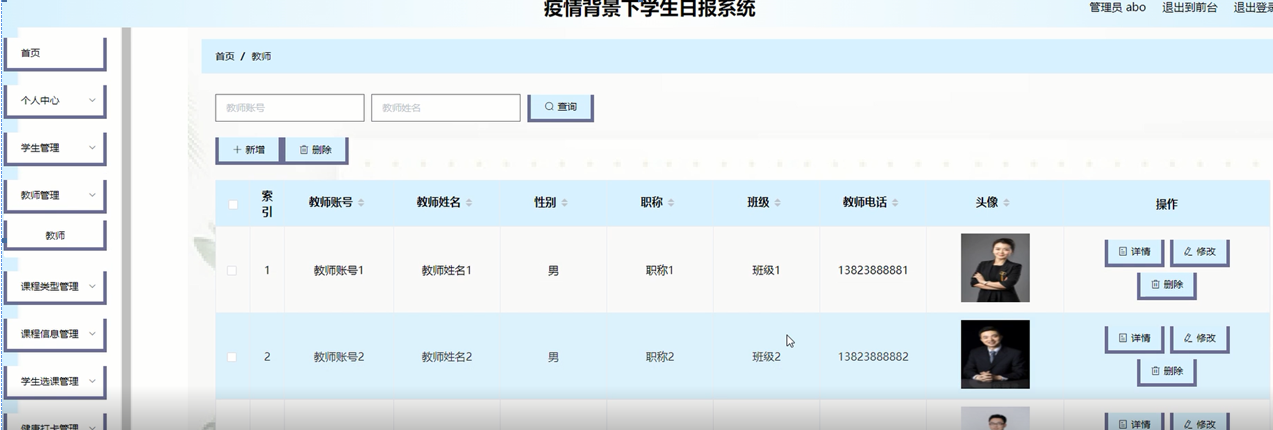 疫情背景下学生日报系统
管理员 abo 退出到前台 退出登录
首页
个人中心
学生管理
教师管理
教师
课程类型管理
课程信息管理
学生选课管理
健康打卡管理
首页 / 教师
教师账号 教师姓名 查询
新增 删除
索引 教师账号 教师姓名 性别 职称 班级 教师电话 头像 操作
1 教师账号1 教师姓名1 男 职称1 班级1 13823888881 详情 修改
删除
2 教师账号2 教师姓名2 男 职称2 班级2 13823888882 详情 修改
删除
详情 修改